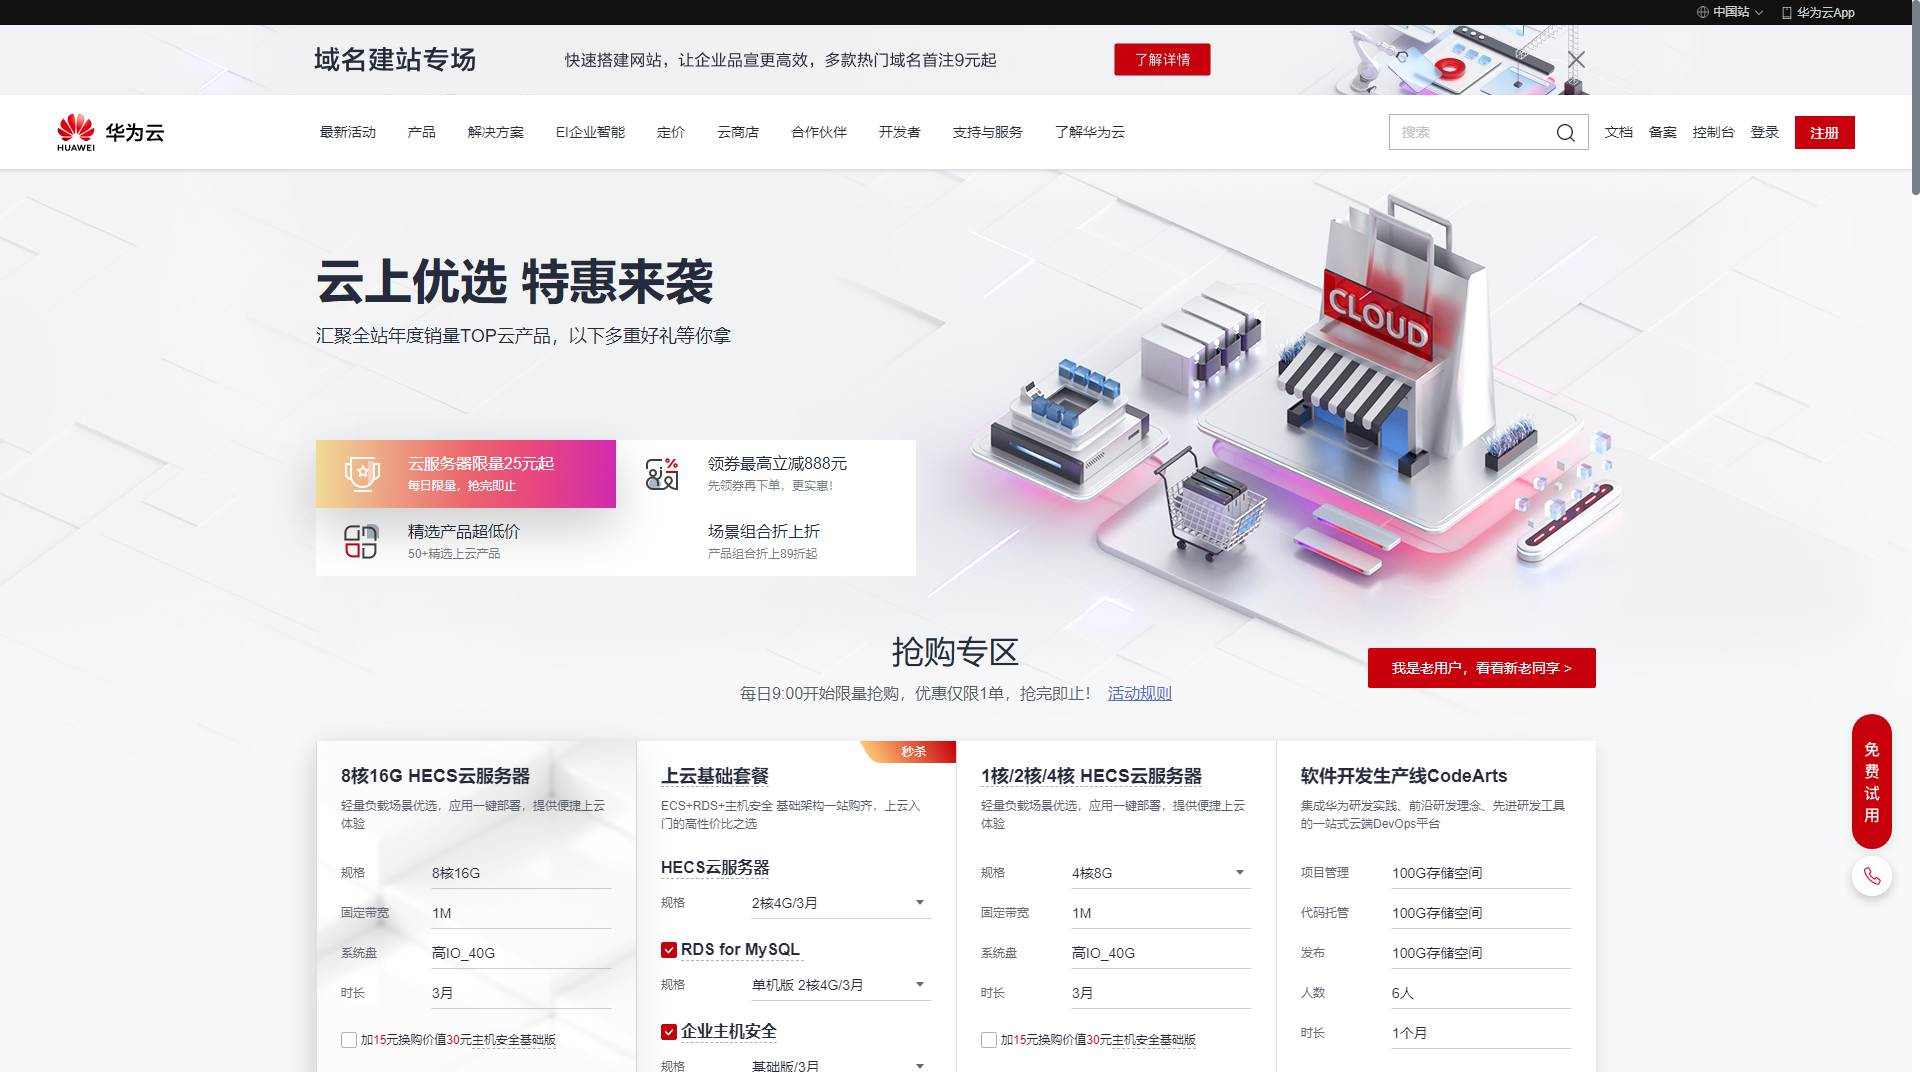 中国站
华为云App
域名建站专场
快速搭建网站，让企业品宣更高效，多款热门域名首注9元起
了解详情
HUAWEI
华为云
最新活动
产品
解决方案
EI企业智能
定价
云商店
合作伙伴
开发者
支持与服务
了解华为云
搜索
文档
备案
控制台
登录
注册
云上优选 特惠来袭
汇聚全站年度销量TOP云产品，以下多重好礼等你拿
CLOUD
云服务器限量25元起
每日限量，抢完即止
领券最高立减888元
先领券再下单，更实惠！
精选产品超低价
50+精选上云产品
场景组合折上折
产品组合折上89折起
抢购专区
每日9:00开始限量抢购，优惠仅限1单，抢完即止！ 活动规则
我是老用户，看看新老同享 >
8核16G HECS云服务器
轻量负载场景优选，应用一键部署，提供便捷上云
体验
规格 8核16G
固定带宽 1M
系统盘 高IO_40G
时长 3月
加15元换购价值30元主机安全基础版
秒杀
上云基础套餐
ECS+RDS+主机安全 基础架构一站购齐，上云入
门的高性价比之选
HECS云服务器
规格 2核4G/3月
RDS for MySQL
规格 单机版 2核4G/3月
企业主机安全
规格 基础版/3月
1核/2核/4核 HECS云服务器
轻量负载场景优选，应用一键部署，提供便捷上云
体验
规格 4核8G
固定带宽 1M
系统盘 高IO_40G
时长 3月
加15元换购价值30元主机安全基础版
软件开发生产线CodeArts
集成华为研发实践、前沿研发理念、先进研发工具
的一站式云端DevOps平台
项目管理 100G存储空间
代码托管 100G存储空间
发布 100G存储空间
人数 6人
时长 1个月
免费试用